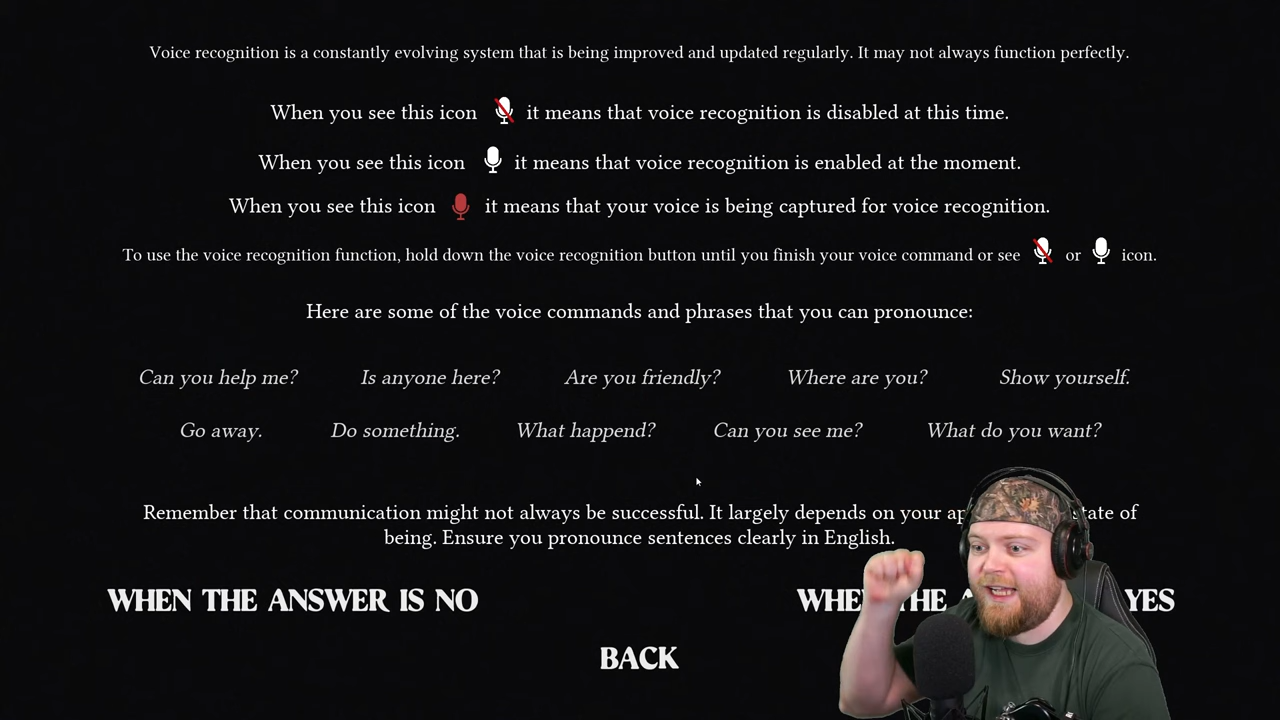 Voice recognition is a constantly evolving system that is being improved and updated regularly. It may not always function perfectly.
When you see this icon it means that voice recognition is disabled at this time.
When you see this icon it means that voice recognition is enabled at the moment.
When you see this icon it means that your voice is being captured for voice recognition.
To use the voice recognition function, hold down the voice recognition button until you finish your voice command or see or icon.
Here are some of the voice commands and phrases that you can pronounce:
Can you help me? Is anyone here? Are you friendly? Where are you? Show yourself.
Go away. Do something. What happend? Can you see me? What do you want?
Remember that communication might not always be successful. It largely depends on your state of
being. Ensure you pronounce sentences clearly in English.
WHEN THE ANSWER IS NO THE YES
BACK